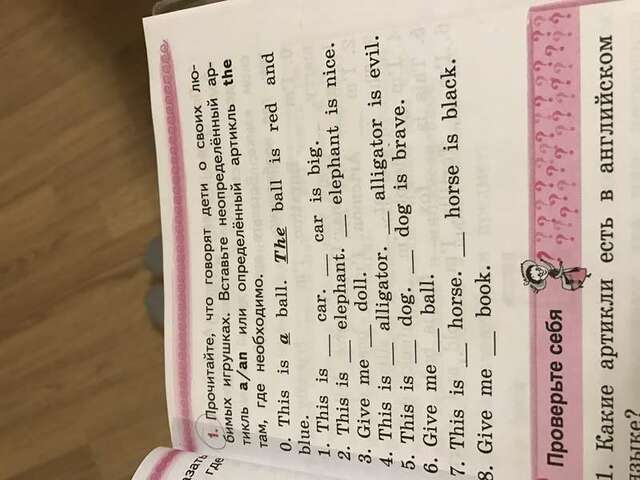 1. Прочитайте, что говорят дети о своих лю-
бимых игрушках. Вставьте неопределённый ар-
тикль a/an или определённый артикль the
там, где необходимо.
0. This is a ball. The ball is red and
blue.
1. This is __ car. __ car is big.
2. This is __ elephant. __ elephant is nice.
3. Give me __ doll.
4. This is __ alligator. __ alligator is evil.
5. This is __ dog. __ dog is brave.
6. Give me __ ball.
7. This is __ horse. __ horse is black.
8. Give me __ book.
Проверьте себя
1. Какие артикли есть в английском
языке?
азать
где